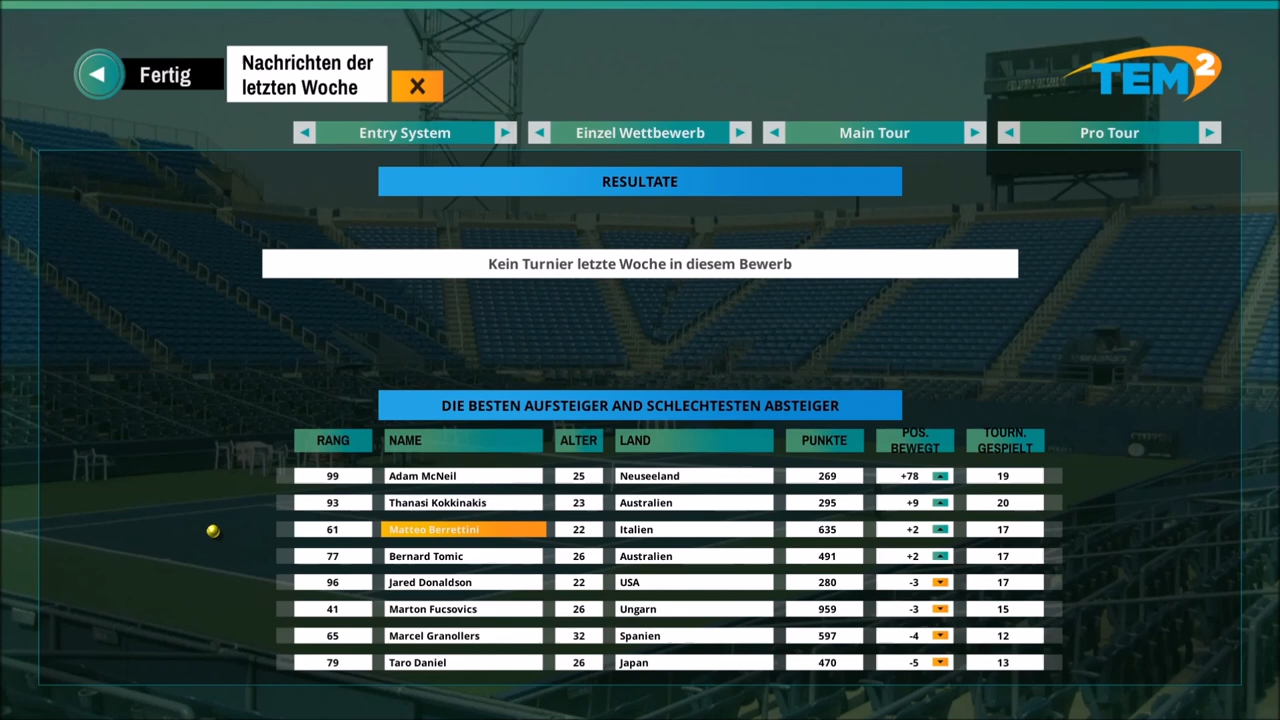 Fertig
Nachrichten der
letzten Woche
TEM2
Entry System
Einzel Wettbewerb
Main Tour
Pro Tour
RESULTATE
Kein Turnier letzte Woche in diesem Bewerb
DIE BESTEN AUFSTEIGER AND SCHLECHTESTEN ABSTEIGER
RANG NAME ALTER LAND PUNKTE POS. BEWEGT TOURN. GESPIELT
99 Adam McNeil 25 Neuseeland 269 +78 19
93 Thanasi Kokkinakis 23 Australien 295 +9 20
61 Matteo Berrettini 22 Italien 635 +2 17
77 Bernard Tomic 26 Australien 491 +2 17
96 Jared Donaldson 22 USA 280 -3 17
41 Marton Fucsovics 26 Ungarn 959 -3 15
65 Marcel Granollers 32 Spanien 597 -4 12
79 Taro Daniel 26 Japan 470 -5 13